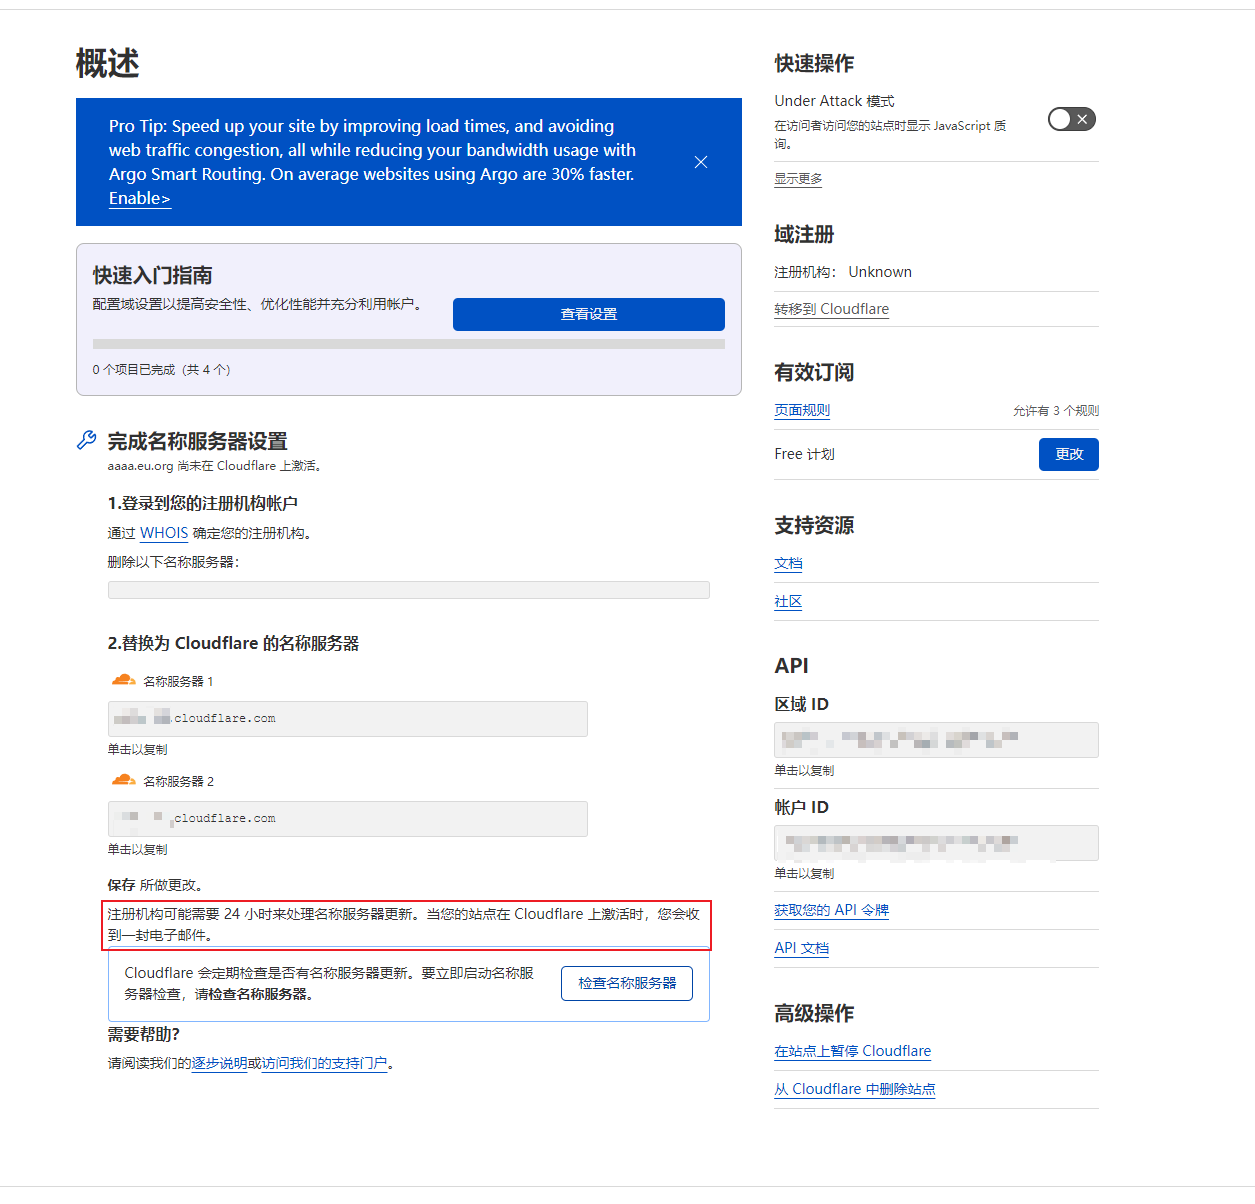 概述
Pro Tip: Speed up your site by improving load times, and avoiding
web traffic congestion, all while reducing your bandwidth usage with
Argo Smart Routing. On average websites using Argo are 30% faster.
Enable>
快速入门指南
配置域设置以提高安全性、优化性能并充分利用帐户。
查看设置
0 个项目已完成（共 4 个）
完成名称服务器设置
aaaa.eu.org 尚未在 Cloudflare 上激活。
1.登录到您的注册机构帐户
通过 WHOIS 确定您的注册机构。
删除以下名称服务器：
2.替换为 Cloudflare 的名称服务器
名称服务器 1
.cloudflare.com
单击以复制
名称服务器 2
.cloudflare.com
单击以复制
保存 所做更改。
注册机构可能需要 24 小时来处理名称服务器更新。当您的站点在 Cloudflare 上激活时，您会收
到一封电子邮件。
Cloudflare 会定期检查是否有名称服务器更新。要立即启动名称服
务器检查，请检查名称服务器。
检查名称服务器
需要帮助？
请阅读我们的逐步说明或访问我们的支持门户。
快速操作
Under Attack 模式
在访问者访问您的站点时显示 JavaScript 质
询。
显示更多
域注册
注册机构： Unknown
转移到 Cloudflare
有效订阅
页面规则 允许有 3 个规则
Free 计划 更改
支持资源
文档
社区
API
区域 ID
单击以复制
帐户 ID
单击以复制
获取您的 API 令牌
API 文档
高级操作
在站点上暂停 Cloudflare
从 Cloudflare 中删除站点